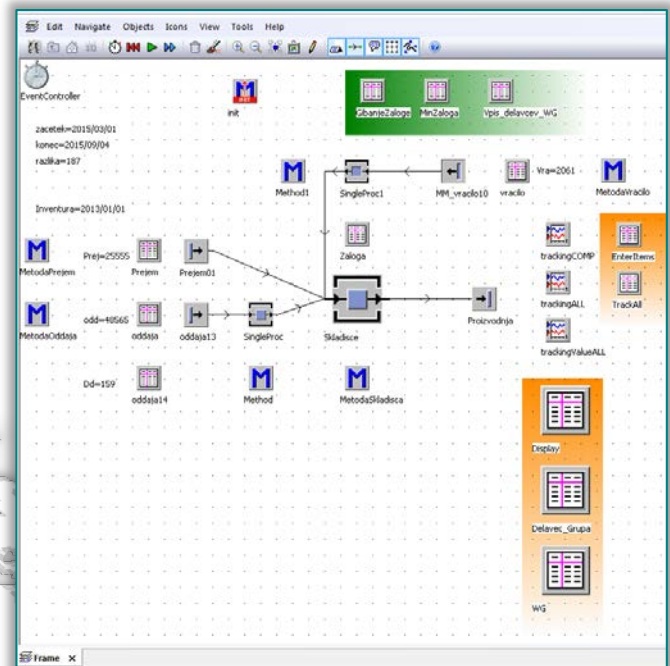 Edit Navigate Objects Icons View Tools Help
EventController
init
GibanjeZaloge MinZaloga Vpis_delavcev_WG
zacetek=2015/03/01
konec=2015/09/04
razlika=187
Method1 SingleProc1 MM_vracilo10 vracilo Vra=2061 MetodaVracilo
Inventura=2013/01/01
MetodaPrejem Prej=25555 Prejem Prejem01 Zaloga trackingCOMP EnterItems
MetodaOddaja odd=48565 oddaja oddaja13 SingleProc Skladisce Proizvodnja trackingALL TrackAll
trackingValueALL
Dd=159 oddaja14 Method MetodaSkladisca
Display
Delavec_Grupa
WG
Frame x